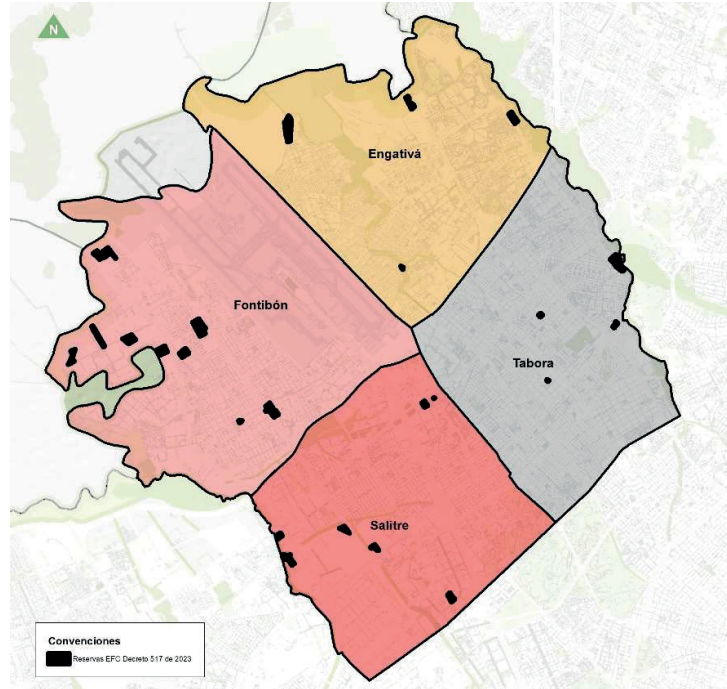 N
Engativá
Fontibón
Tabora
Salitre
Convenciones
Reservas EFC Decreto 517 de 2023